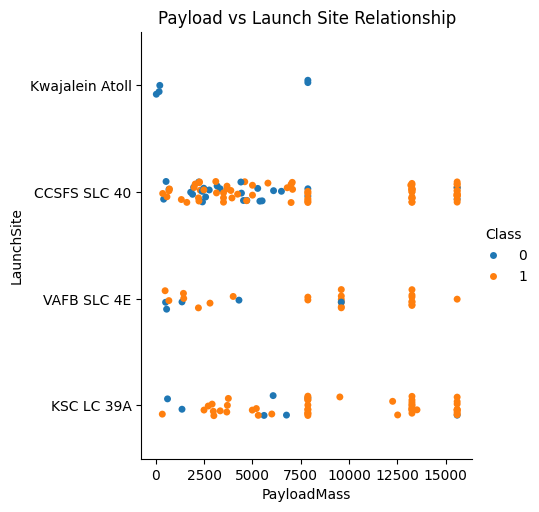 Payload vs Launch Site Relationship
Kwajalein Atoll
CCSFS SLC 40
VAFB SLC 4E
KSC LC 39A
LaunchSite
0 2500 5000 7500 10000 12500 15000
PayloadMass
Class
0
1